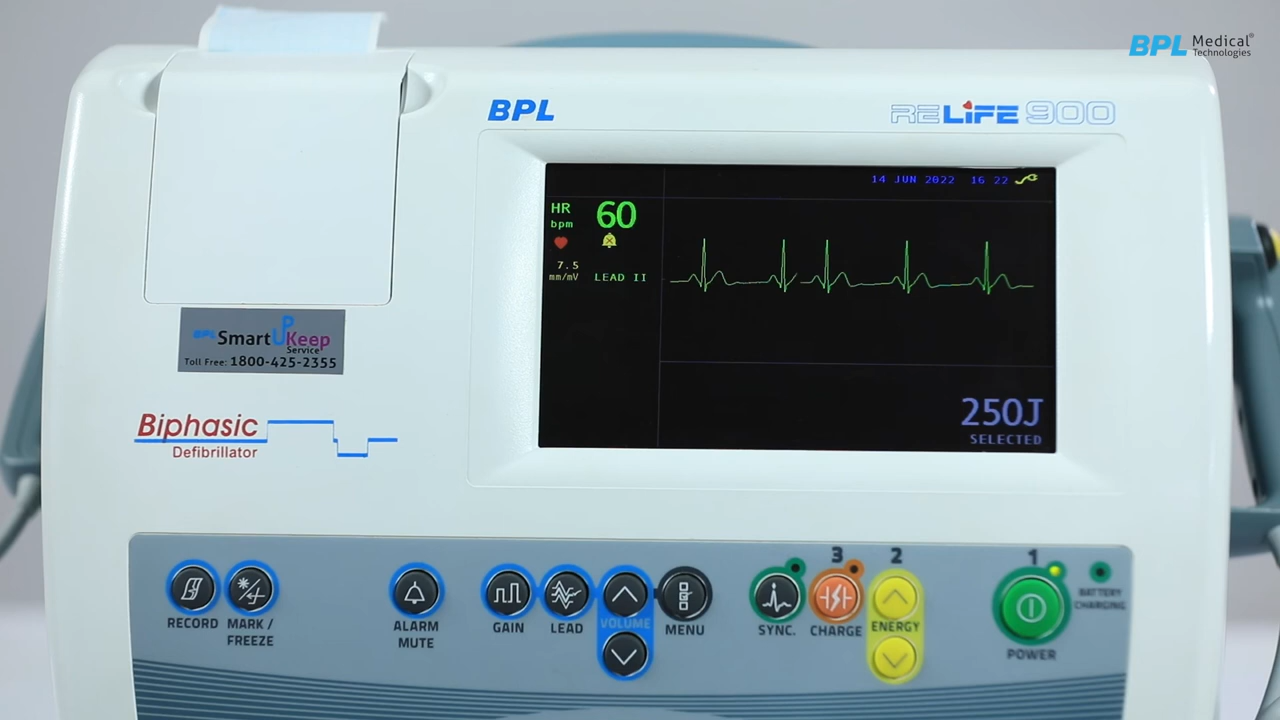 BPL Medical®
Technologies
BPL
RELIFE 900
14 JUN 2022 16 22
HR 60
bpm
7.5
mm/mV LEAD II
250J
SELECTED
BPL Smart UPKeep
Service
Toll Free: 1800-425-2355
Biphasic
Defibrillator
3 2 1
RECORD
MARK /
FREEZE
ALARM
MUTE
GAIN
LEAD
VOLUME
MENU
SYNC.
CHARGE
ENERGY
POWER
BATTERY
CHARGING